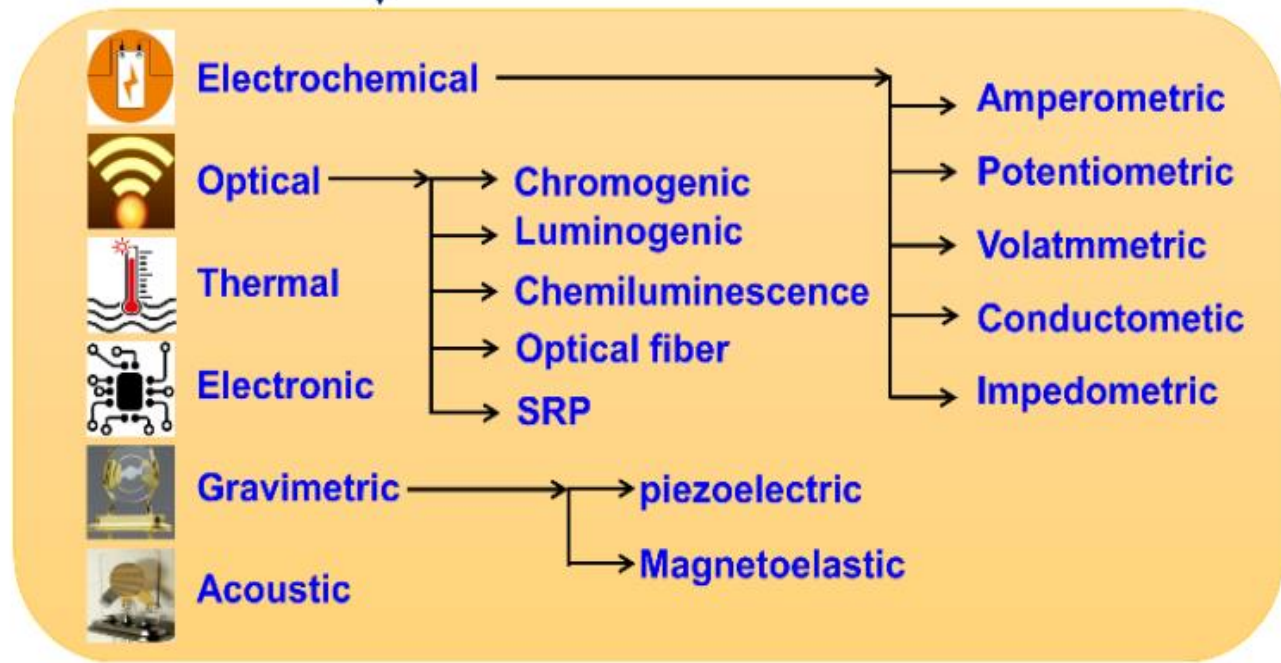 Electrochemical
Amperometric
Potentiometric
Volatmmetric
Conductometic
Impedometric
Optical
Chromogenic
Luminogenic
Chemiluminescence
Optical fiber
SRP
Thermal
Electronic
Gravimetric
piezoelectric
Magnetoelastic
Acoustic